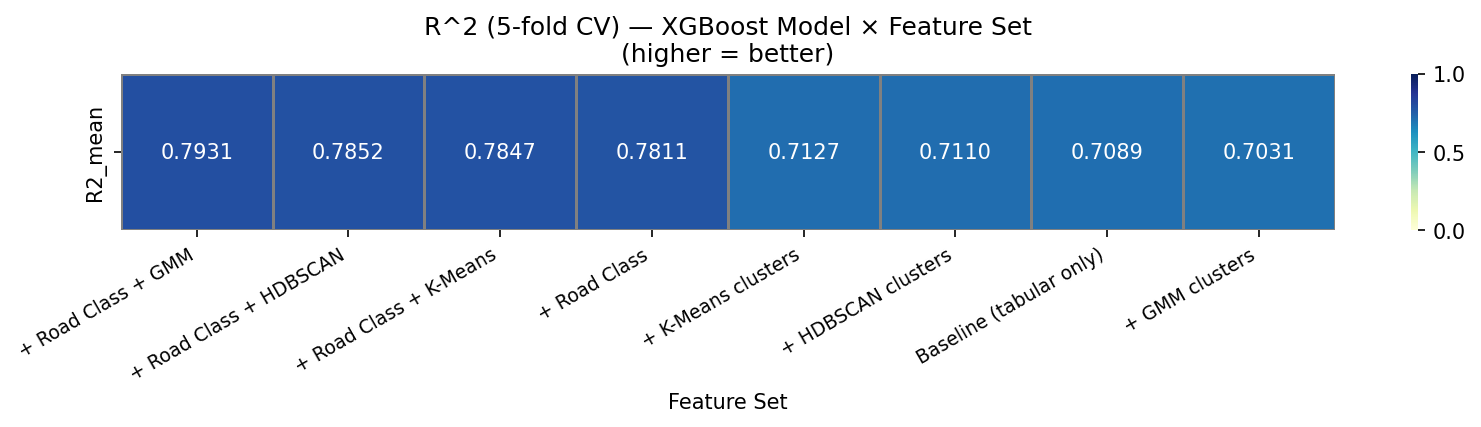 R^2 (5-fold CV) — XGBoost Model × Feature Set
(higher = better)
R2_mean
0.7931
0.7852
0.7847
0.7811
0.7127
0.7110
0.7089
0.7031
1.0
0.5
0.0
+ Road Class + GMM
+ Road Class + HDBSCAN
+ Road Class + K-Means
+ Road Class
+ K-Means clusters
+ HDBSCAN clusters
Baseline (tabular only)
+ GMM clusters
Feature Set